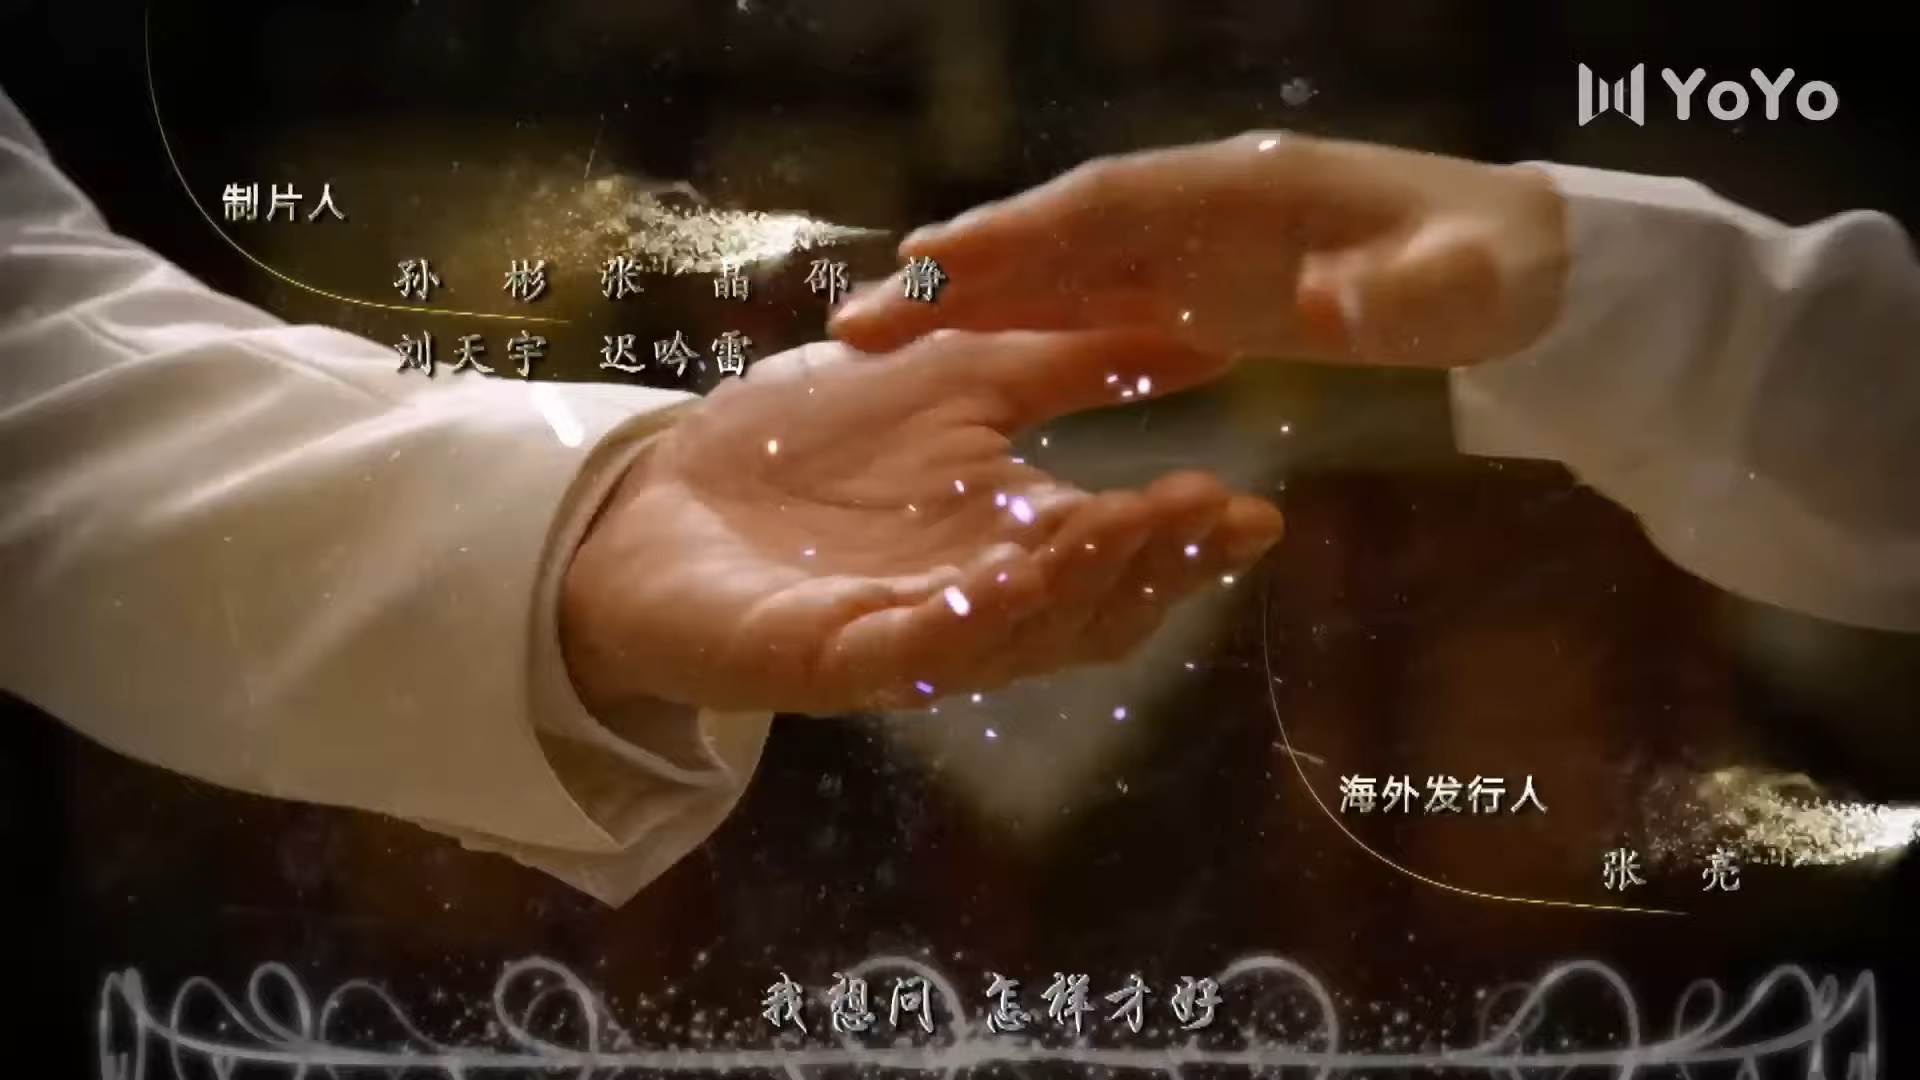 YoYo
制片人
孙彬 张晶 邵静
刘天宇 迟吟雷
海外发行人
张亮
我想问 怎样才好